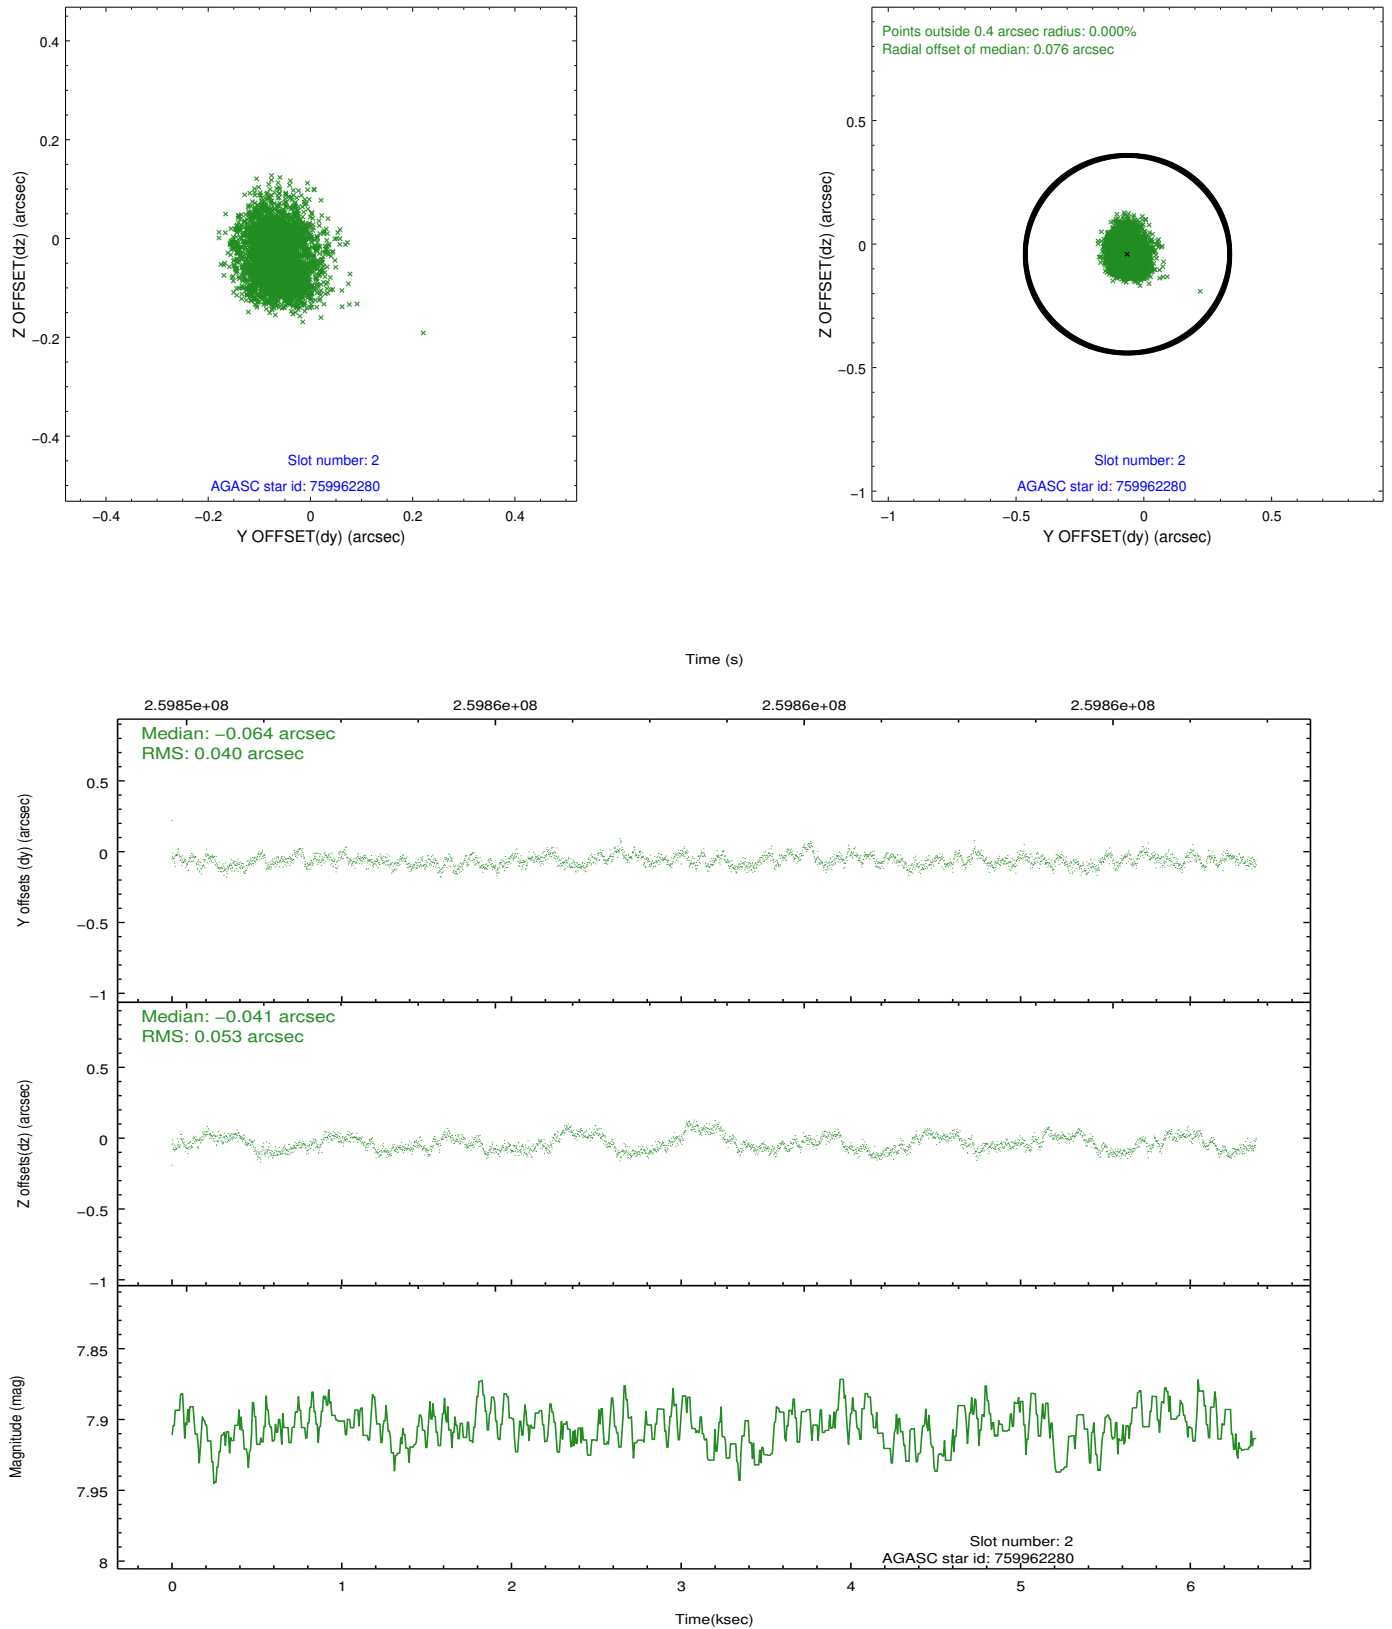 0.4
0.2
0
−0.2
−0.4
Z OFFSET(dz) (arcsec)
Slot number: 2
AGASC star id: 759962280
−0.4 −0.2 0 0.2 0.4
Y OFFSET(dy) (arcsec)
Points outside 0.4 arcsec radius: 0.000%
Radial offset of median: 0.076 arcsec
0.5
0
−0.5
−1
Z OFFSET(dz) (arcsec)
Slot number: 2
AGASC star id: 759962280
−1 −0.5 0 0.5
Y OFFSET(dy) (arcsec)
Time (s)
2.5985e+08 2.5986e+08 2.5986e+08 2.5986e+08
Median: −0.064 arcsec
RMS: 0.040 arcsec
0.5
0
−0.5
−1
Y offsets (dy) (arcsec)
Median: −0.041 arcsec
RMS: 0.053 arcsec
0.5
0
−0.5
−1
Z offsets(dz) (arcsec)
7.85
7.9
7.95
8
Magnitude (mag)
Slot number: 2
AGASC star id: 759962280
0 1 2 3 4 5 6
Time(ksec)